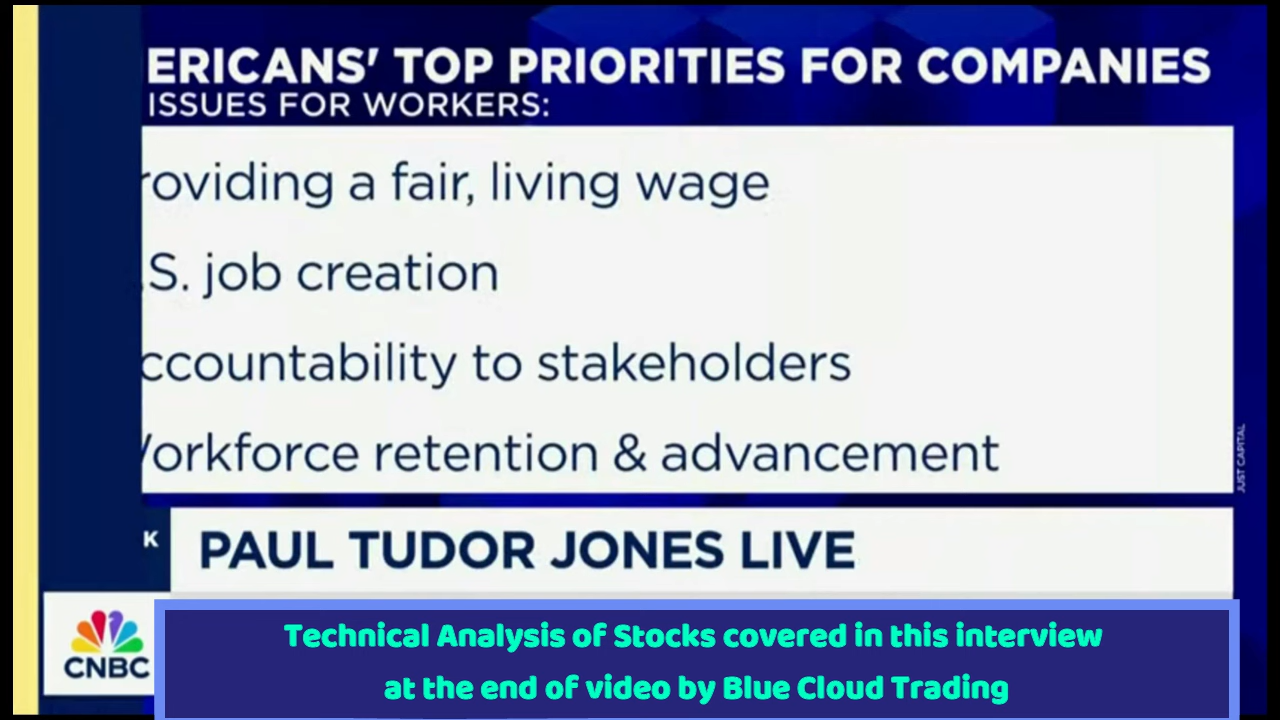 ERICANS' TOP PRIORITIES FOR COMPANIES
ISSUES FOR WORKERS:
roviding a fair, living wage
.S. job creation
ccountability to stakeholders
orkforce retention & advancement
JUST CAPITAL
K
PAUL TUDOR JONES LIVE
CNBC
Technical Analysis of Stocks covered in this interview
at the end of video by Blue Cloud Trading